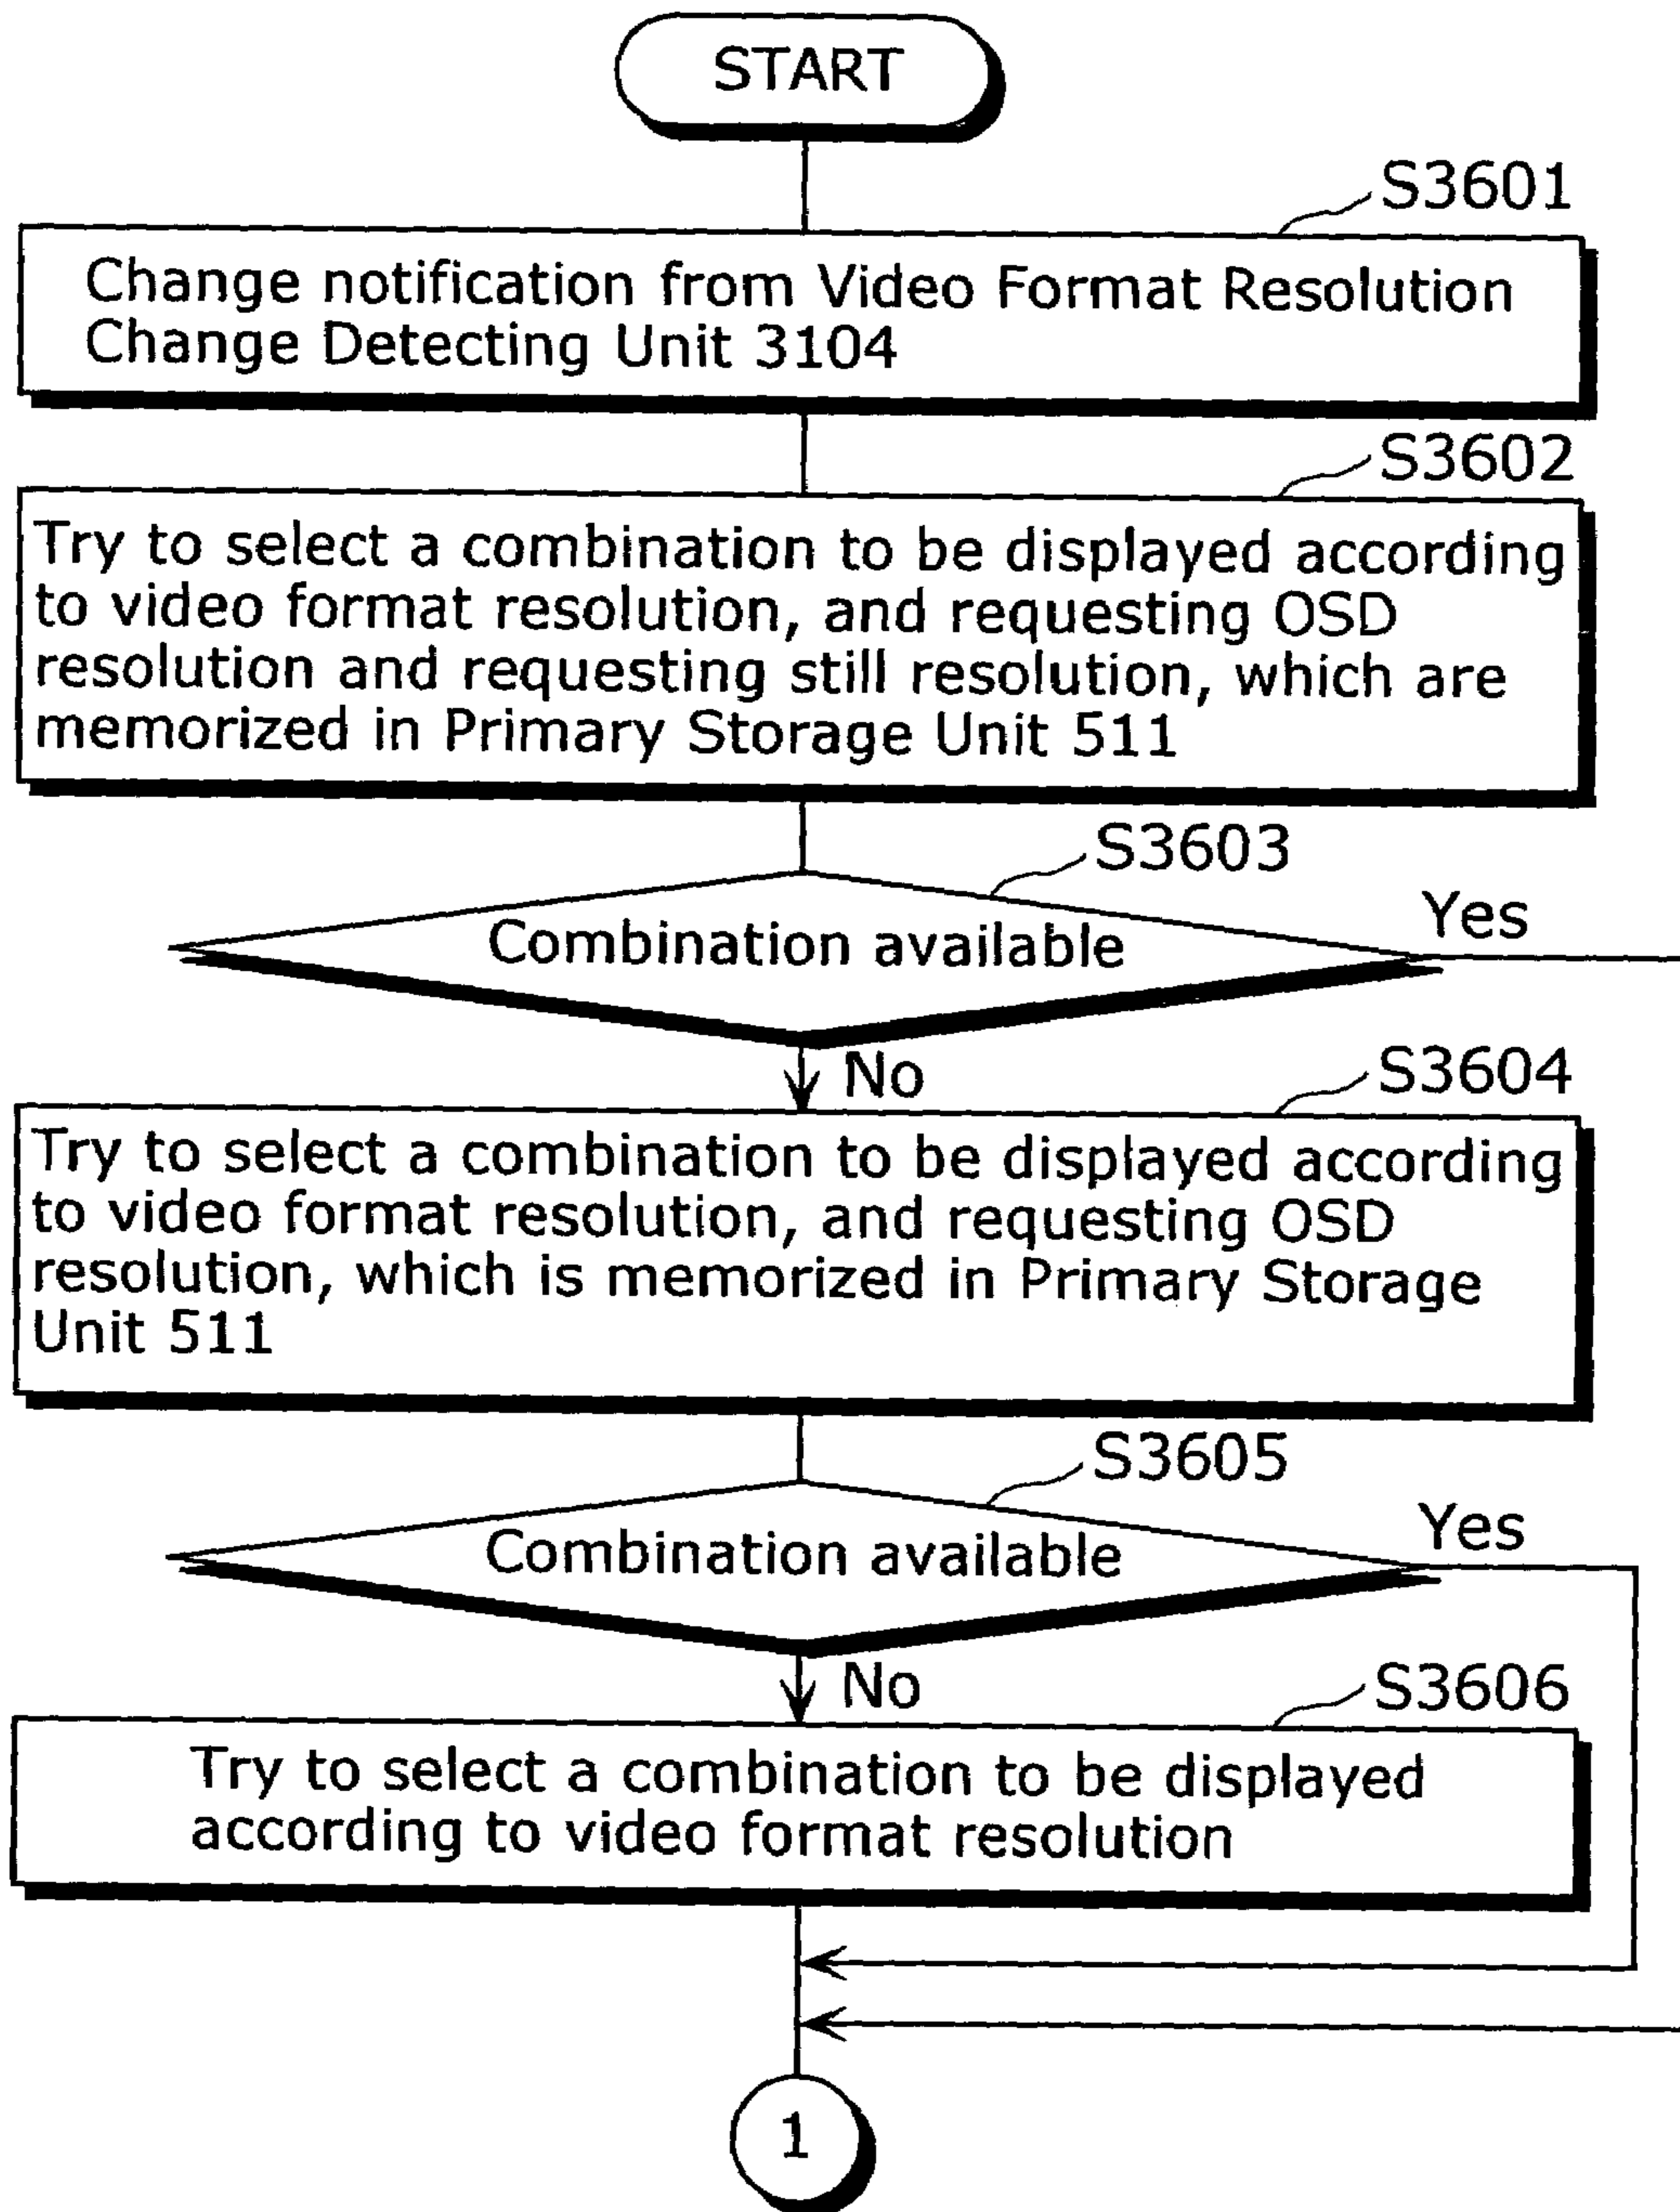 START
S3601
Change notification from Video Format Resolution
Change Detecting Unit 3104
S3602
Try to select a combination to be displayed according
to video format resolution, and requesting OSD
resolution and requesting still resolution, which are
memorized in Primary Storage Unit 511
S3603
Combination available
Yes
No
S3604
Try to select a combination to be displayed according
to video format resolution, and requesting OSD
resolution, which is memorized in Primary Storage
Unit 511
S3605
Combination available
Yes
No
S3606
Try to select a combination to be displayed
according to video format resolution
1